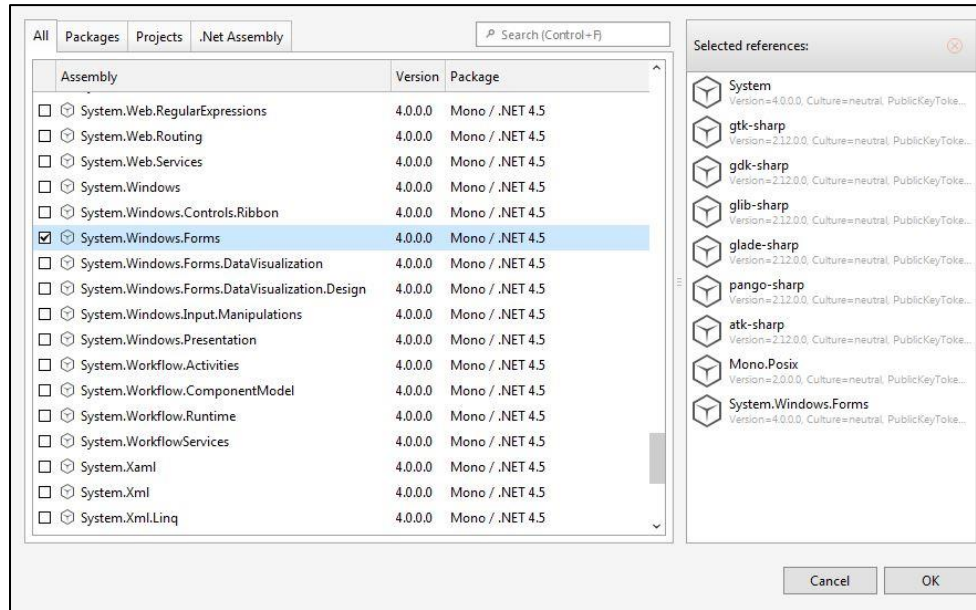 All Packages Projects .Net Assembly Search (Control+F)
Assembly Version Package
System.Web.RegularExpressions 4.0.0.0 Mono / .NET 4.5
System.Web.Routing 4.0.0.0 Mono / .NET 4.5
System.Web.Services 4.0.0.0 Mono / .NET 4.5
System.Windows 4.0.0.0 Mono / .NET 4.5
System.Windows.Controls.Ribbon 4.0.0.0 Mono / .NET 4.5
System.Windows.Forms 4.0.0.0 Mono / .NET 4.5
System.Windows.Forms.DataVisualization 4.0.0.0 Mono / .NET 4.5
System.Windows.Forms.DataVisualization.Design 4.0.0.0 Mono / .NET 4.5
System.Windows.Input.Manipulations 4.0.0.0 Mono / .NET 4.5
System.Windows.Presentation 4.0.0.0 Mono / .NET 4.5
System.Workflow.Activities 4.0.0.0 Mono / .NET 4.5
System.Workflow.ComponentModel 4.0.0.0 Mono / .NET 4.5
System.Workflow.Runtime 4.0.0.0 Mono / .NET 4.5
System.WorkflowServices 4.0.0.0 Mono / .NET 4.5
System.Xaml 4.0.0.0 Mono / .NET 4.5
System.Xml 4.0.0.0 Mono / .NET 4.5
System.Xml.Linq 4.0.0.0 Mono / .NET 4.5
Selected references:
System
Version=4.0.0.0, Culture=neutral, PublicKeyToke...
gtk-sharp
Version=2.12.0.0, Culture=neutral, PublicKeyToke...
gdk-sharp
Version=2.12.0.0, Culture=neutral, PublicKeyToke...
glib-sharp
Version=2.12.0.0, Culture=neutral, PublicKeyToke...
glade-sharp
Version=2.12.0.0, Culture=neutral, PublicKeyToke...
pango-sharp
Version=2.12.0.0, Culture=neutral, PublicKeyToke...
atk-sharp
Version=2.12.0.0, Culture=neutral, PublicKeyToke...
Mono.Posix
Version=2.0.0.0, Culture=neutral, PublicKeyToke...
System.Windows.Forms
Version=4.0.0.0, Culture=neutral, PublicKeyToke...
Cancel OK